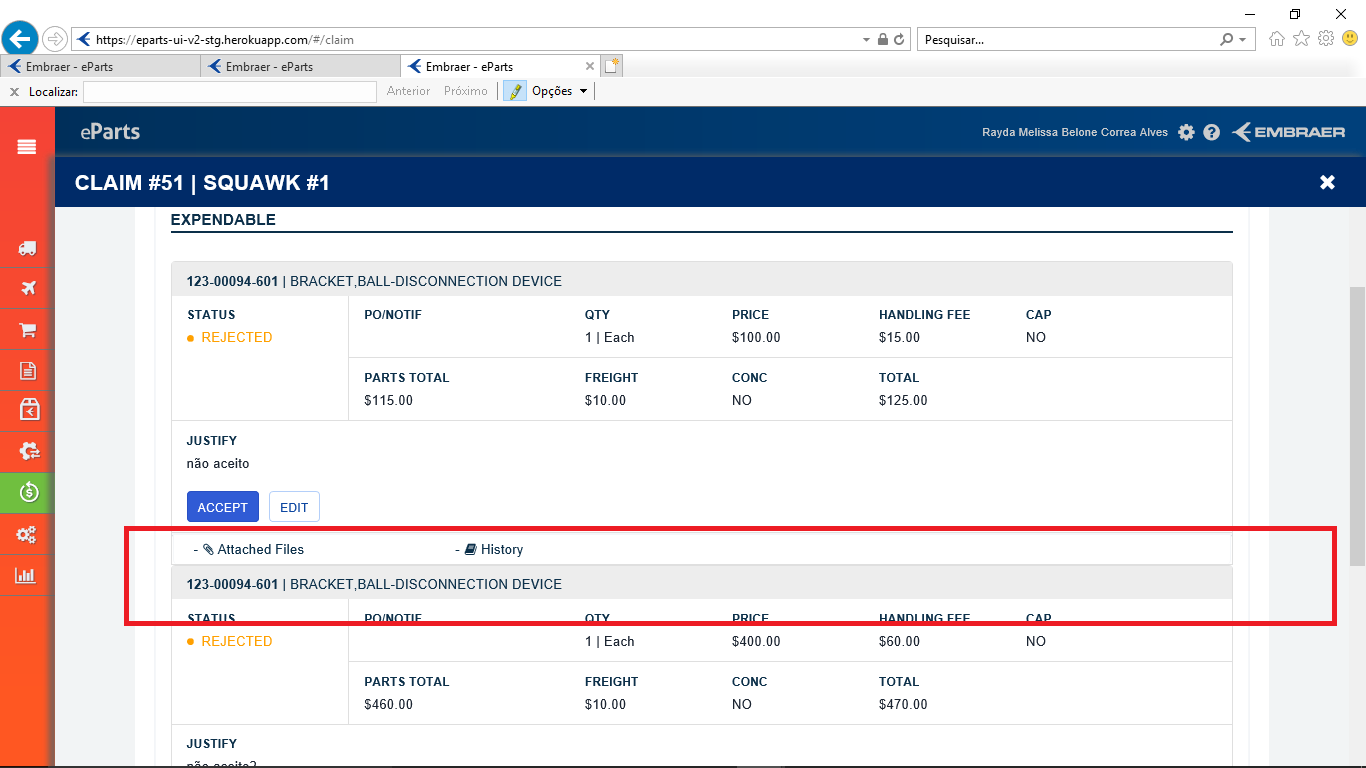 https://eparts-ui-v2-stg.herokuapp.com/#/claim
Pesquisar...
Embraer - eParts
Embraer - eParts
Embraer - eParts
Localizar:
Anterior
Próximo
Opções
eParts
Rayda Melissa Belone Correa Alves
EMBRAER
CLAIM #51 | SQUAWK #1
EXPENDABLE
123-00094-601 | BRACKET,BALL-DISCONNECTION DEVICE
STATUS PO/NOTIF QTY PRICE HANDLING FEE CAP
REJECTED 1 | Each $100.00 $15.00 NO
PARTS TOTAL FREIGHT CONC TOTAL
$115.00 $10.00 NO $125.00
JUSTIFY
não aceito
ACCEPT EDIT
- Attached Files - History
123-00094-601 | BRACKET,BALL-DISCONNECTION DEVICE
STATUS PO/NOTIF QTY PRICE HANDLING FEE CAP
REJECTED 1 | Each $400.00 $60.00 NO
PARTS TOTAL FREIGHT CONC TOTAL
$460.00 $10.00 NO $470.00
JUSTIFY
não aceito2